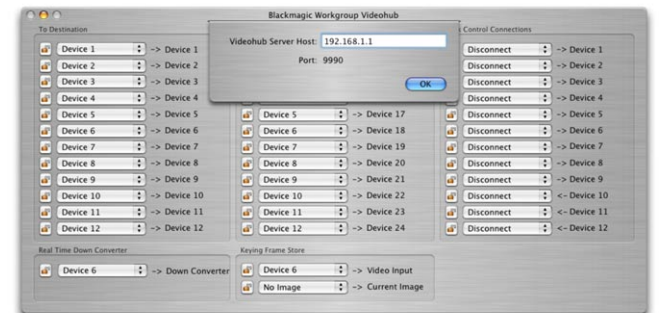 Blackmagic Workgroup Videohub
To Destination
Control Connections
Videohub Server Host: 192.168.1.1
Port: 9990
OK
Device 1 -> Device 1 Disconnect -> Device 1
Device 2 -> Device 2 Disconnect -> Device 2
Device 3 -> Device 3 Disconnect -> Device 3
Device 4 -> Device 4 Disconnect -> Device 4
Device 5 -> Device 5 Device 5 -> Device 17 Disconnect -> Device 5
Device 6 -> Device 6 Device 6 -> Device 18 Disconnect -> Device 6
Device 7 -> Device 7 Device 7 -> Device 19 Disconnect -> Device 7
Device 8 -> Device 8 Device 8 -> Device 20 Disconnect -> Device 8
Device 9 -> Device 9 Device 9 -> Device 21 Disconnect -> Device 9
Device 10 -> Device 10 Device 10 -> Device 22 Disconnect <- Device 10
Device 11 -> Device 11 Device 11 -> Device 23 Disconnect <- Device 11
Device 12 -> Device 12 Device 12 -> Device 24 Disconnect <- Device 12
Real Time Down Converter
Keying Frame Store
Device 6 -> Down Converter Device 6 -> Video Input
No Image -> Current Image